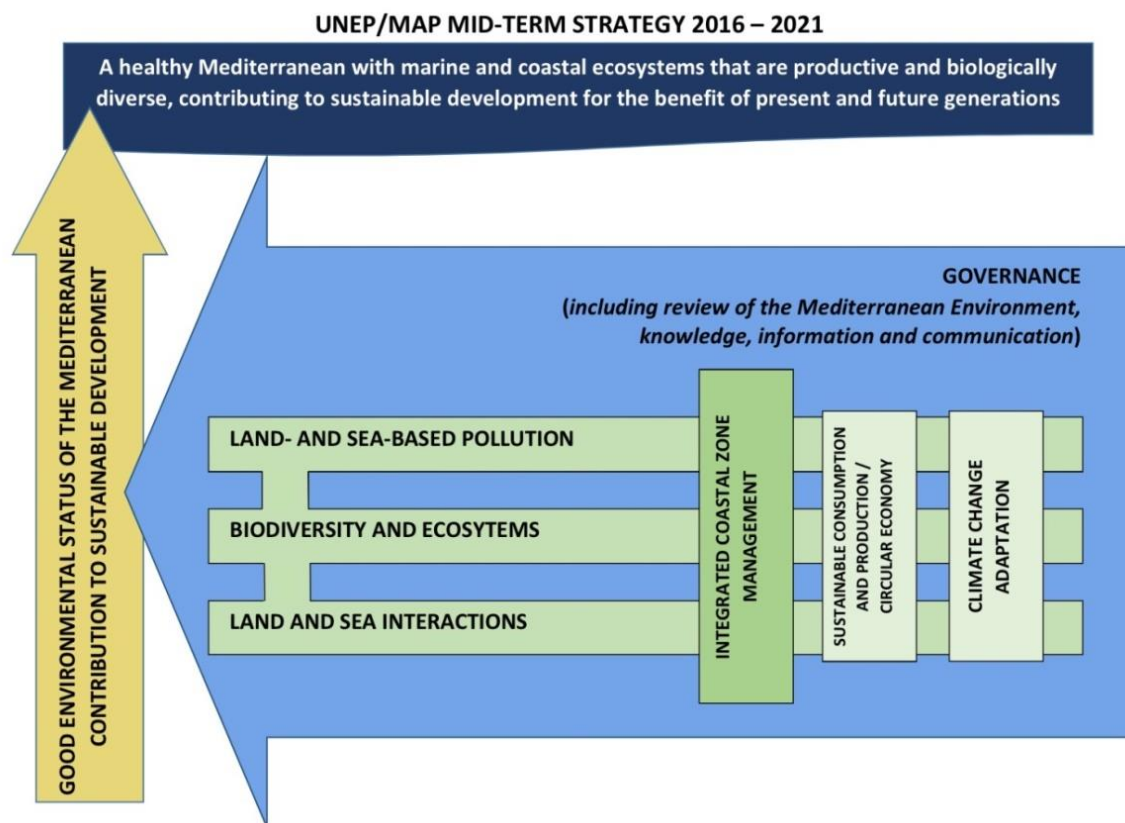 UNEP/MAP MID-TERM STRATEGY 2016 – 2021
A healthy Mediterranean with marine and coastal ecosystems that are productive and biologically
diverse, contributing to sustainable development for the benefit of present and future generations
GOOD ENVIRONMENTAL STATUS OF THE MEDITERRANEAN
CONTRIBUTION TO SUSTAINABLE DEVELOPMENT
GOVERNANCE
(including review of the Mediterranean Environment,
knowledge, information and communication)
LAND- AND SEA-BASED POLLUTION
BIODIVERSITY AND ECOSYTEMS
LAND AND SEA INTERACTIONS
INTEGRATED COASTAL ZONE
MANAGEMENT
SUSTAINABLE CONSUMPTION
AND PRODUCTION /
CIRCULAR ECONOMY
CLIMATE CHANGE
ADAPTATION